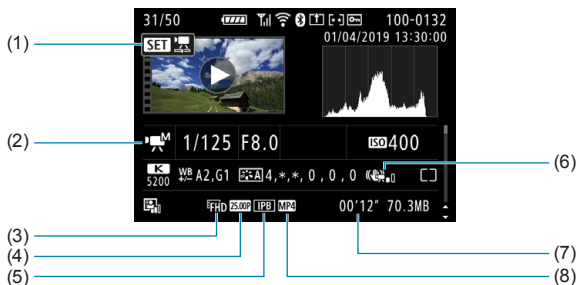 31/50 100-0132
(1) SET 01/04/2019 13:30:00
(2) M 1/125 F8.0 ISO 400
K 5200 WB +/- A2,G1 A 4,*,*,0,0,0 (6)
(3) FHD 25.00P IPB MP4 00'12" 70.3MB (7)
(4)
(5) (8)